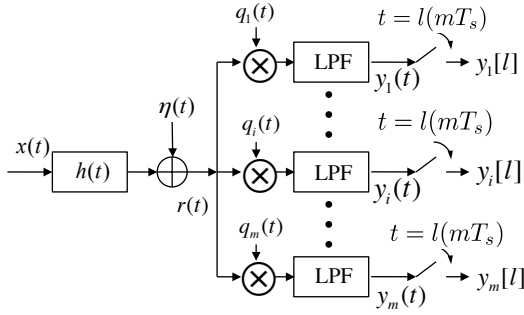 q₁(t)
t = l(mTₛ)
LPF
y₁(t)
y₁[l]
η(t)
qᵢ(t)
t = l(mTₛ)
x(t)
h(t)
r(t)
LPF
yᵢ(t)
yᵢ[l]
qₘ(t)
t = l(mTₛ)
LPF
yₘ(t)
yₘ[l]